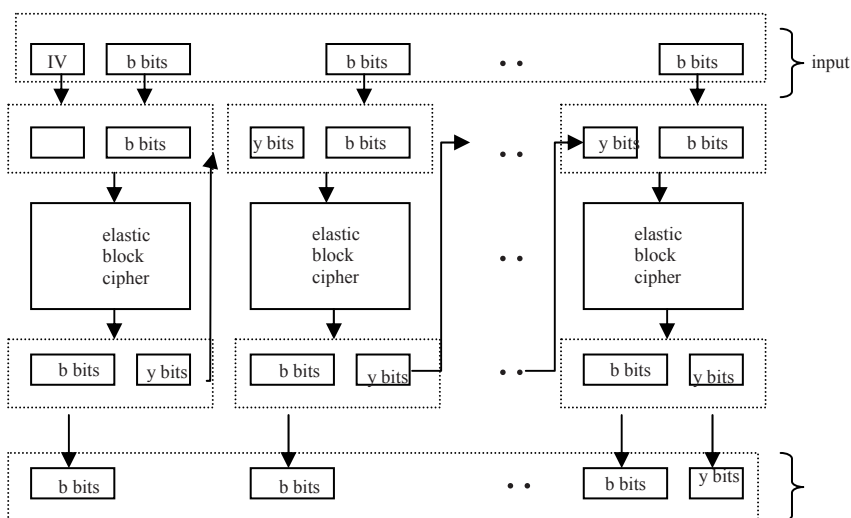 IV b bits b bits . . b bits input
b bits y bits b bits . . y bits b bits
elastic block cipher
elastic block cipher
. .
elastic block cipher
b bits y bits b bits y bits . . b bits y bits
b bits b bits . . b bits y bits